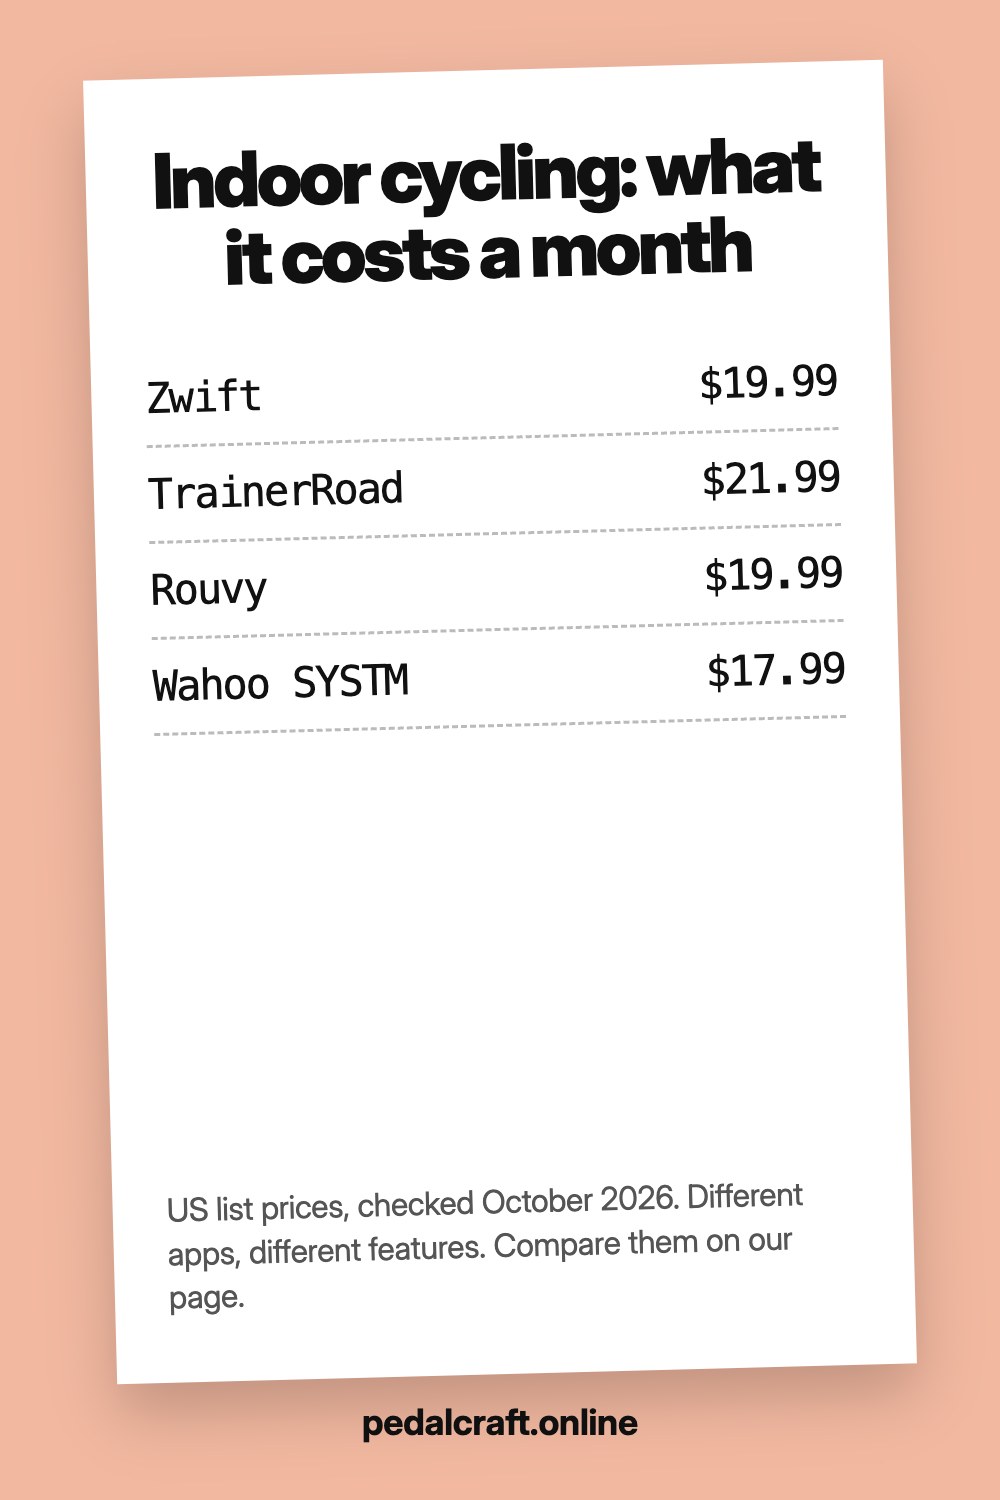 Indoor cycling: what
it costs a month
Zwift $19.99
TrainerRoad $21.99
Rouvy $19.99
Wahoo SYSTM $17.99
US list prices, checked October 2026. Different
apps, different features. Compare them on our
page.
pedalcraft.online